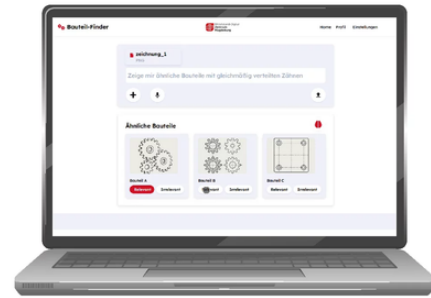 Bauteil-Finder
Home Profil Einstellungen
zeichnung_1
Zeige mir ähnliche Bauteile mit gleichmäßig verteilten Zähnen
Ähnliche Bauteile
Bauteil A
Bauteil B
Bauteil C
Relevant Irrelevant
Irrelevant
Relevant Irrelevant